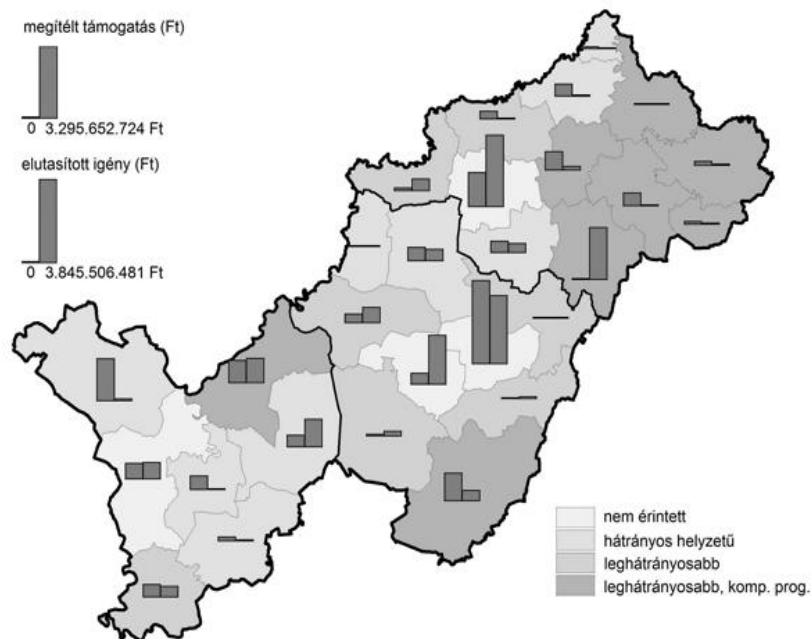 megítélt támogatás (Ft)
0 3.295.652.724 Ft
elutasított igény (Ft)
0 3.845.506.481 Ft
nem érintett
hátrányos helyzetű
leghátrányosabb
leghátrányosabb, komp. prog.